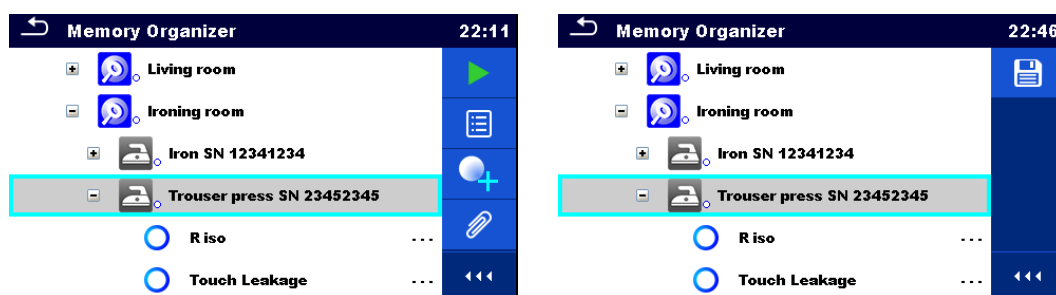 Memory Organizer 22:11
Living room
Ironing room
Iron SN 12341234
Trouser press SN 23452345
R iso ...
Touch Leakage ...
Memory Organizer 22:46
Living room
Ironing room
Iron SN 12341234
Trouser press SN 23452345
R iso ...
Touch Leakage ...